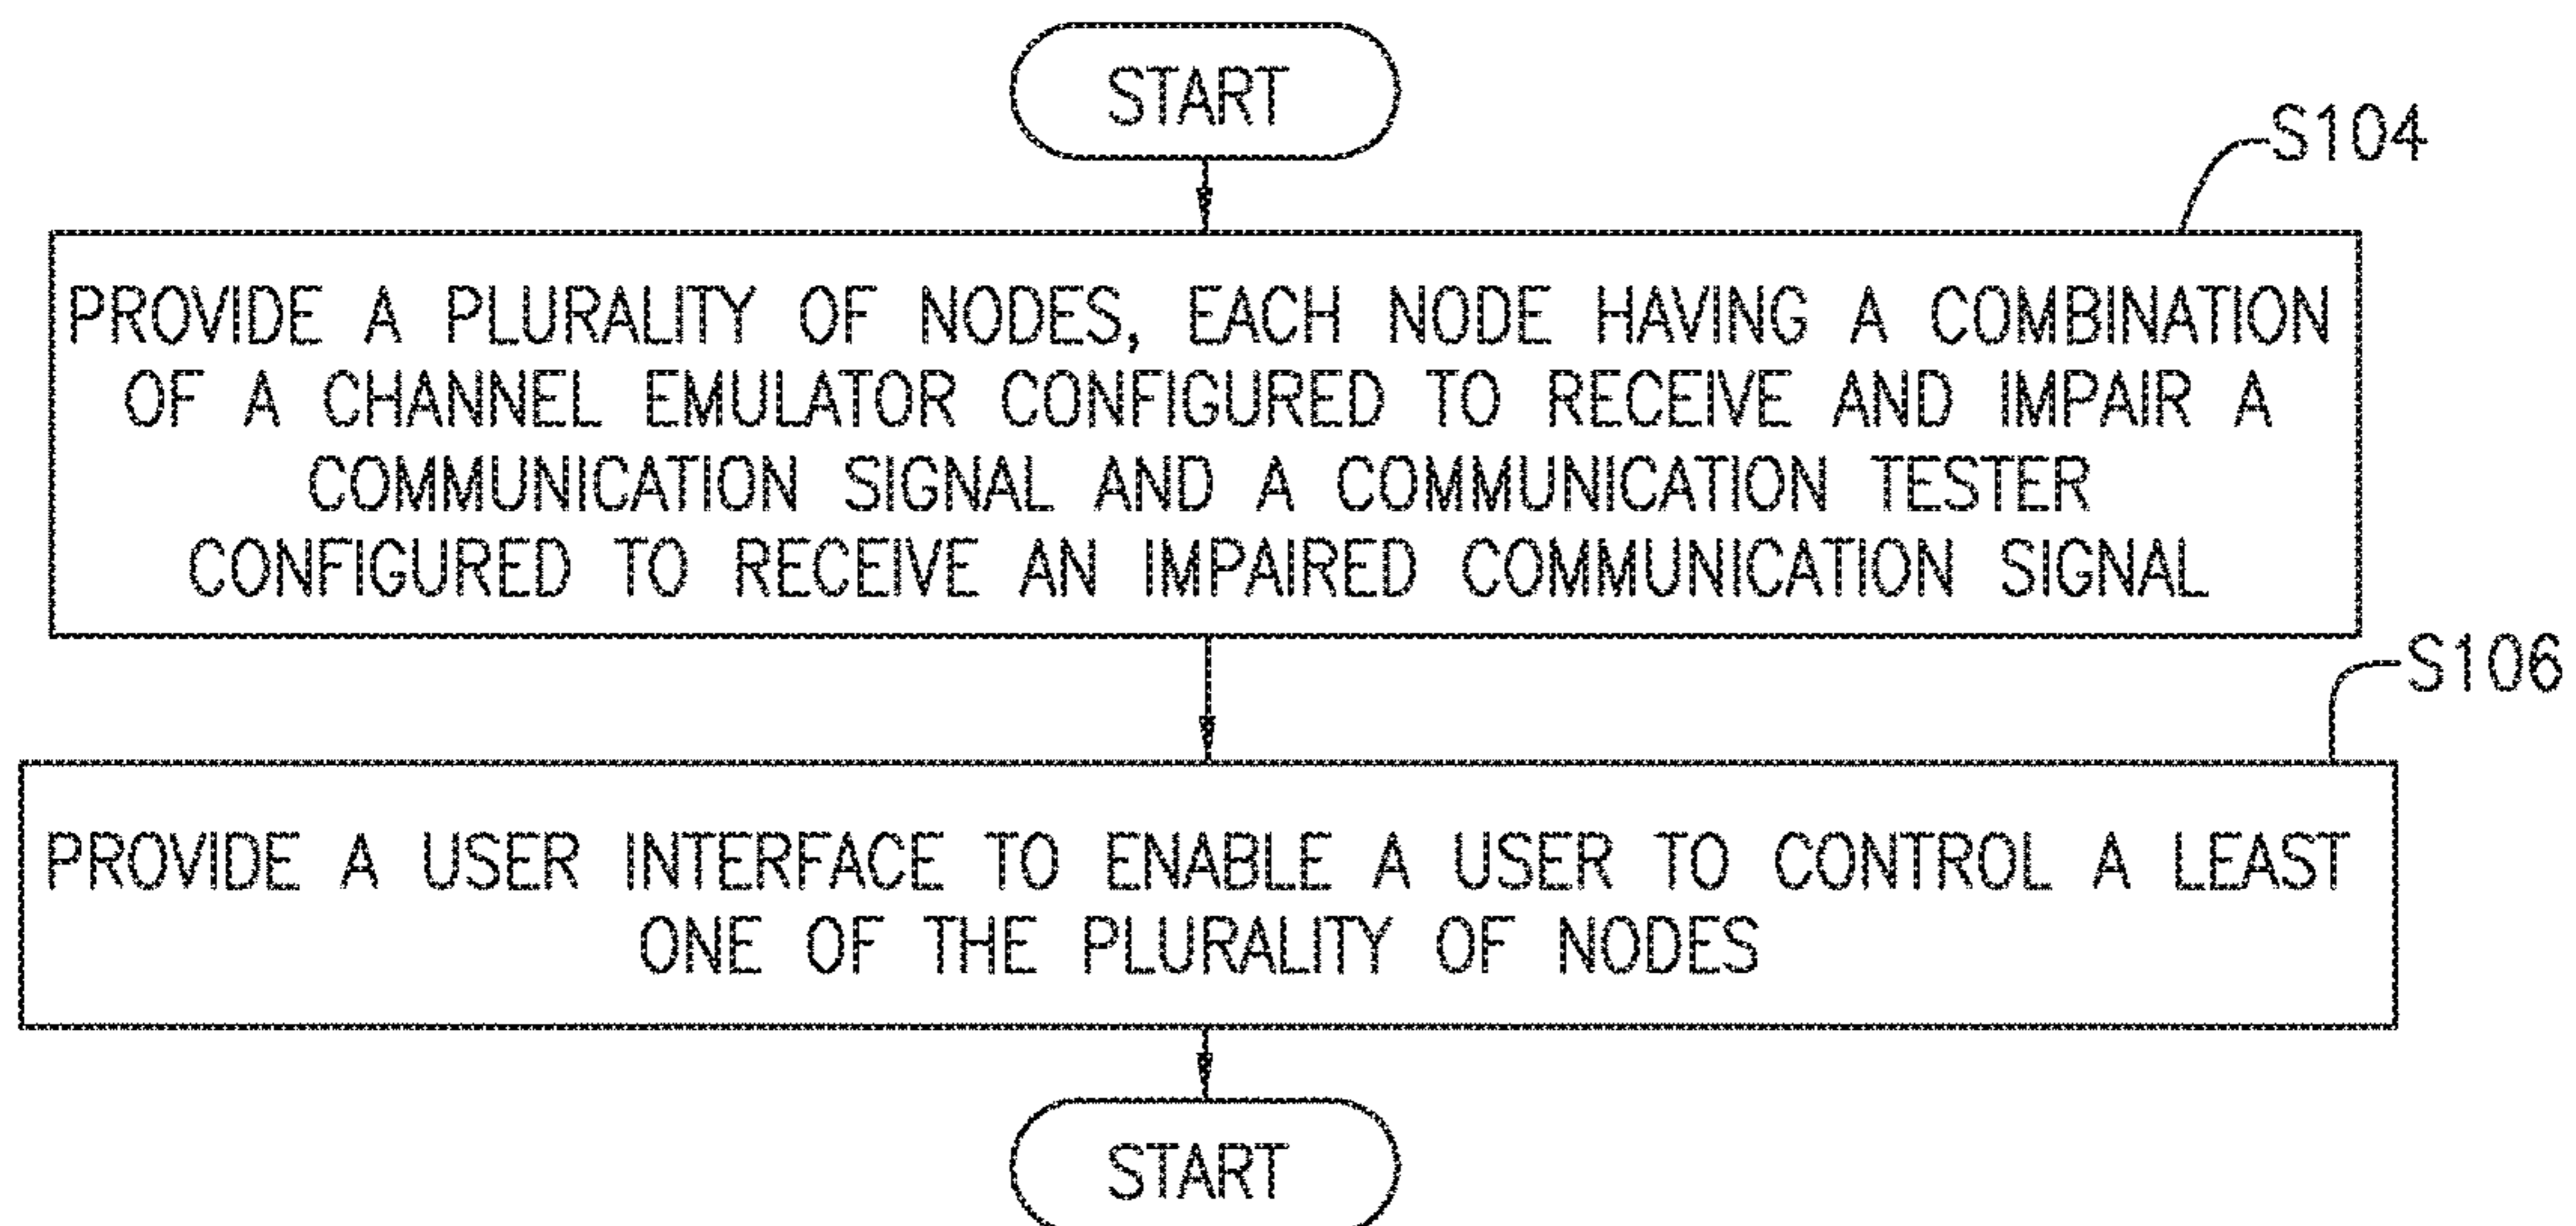 START
S104
PROVIDE A PLURALITY OF NODES, EACH NODE HAVING A COMBINATION
OF A CHANNEL EMULATOR CONFIGURED TO RECEIVE AND IMPAIR A
COMMUNICATION SIGNAL AND A COMMUNICATION TESTER
CONFIGURED TO RECEIVE AN IMPAIRED COMMUNICATION SIGNAL
S106
PROVIDE A USER INTERFACE TO ENABLE A USER TO CONTROL A LEAST
ONE OF THE PLURALITY OF NODES
START